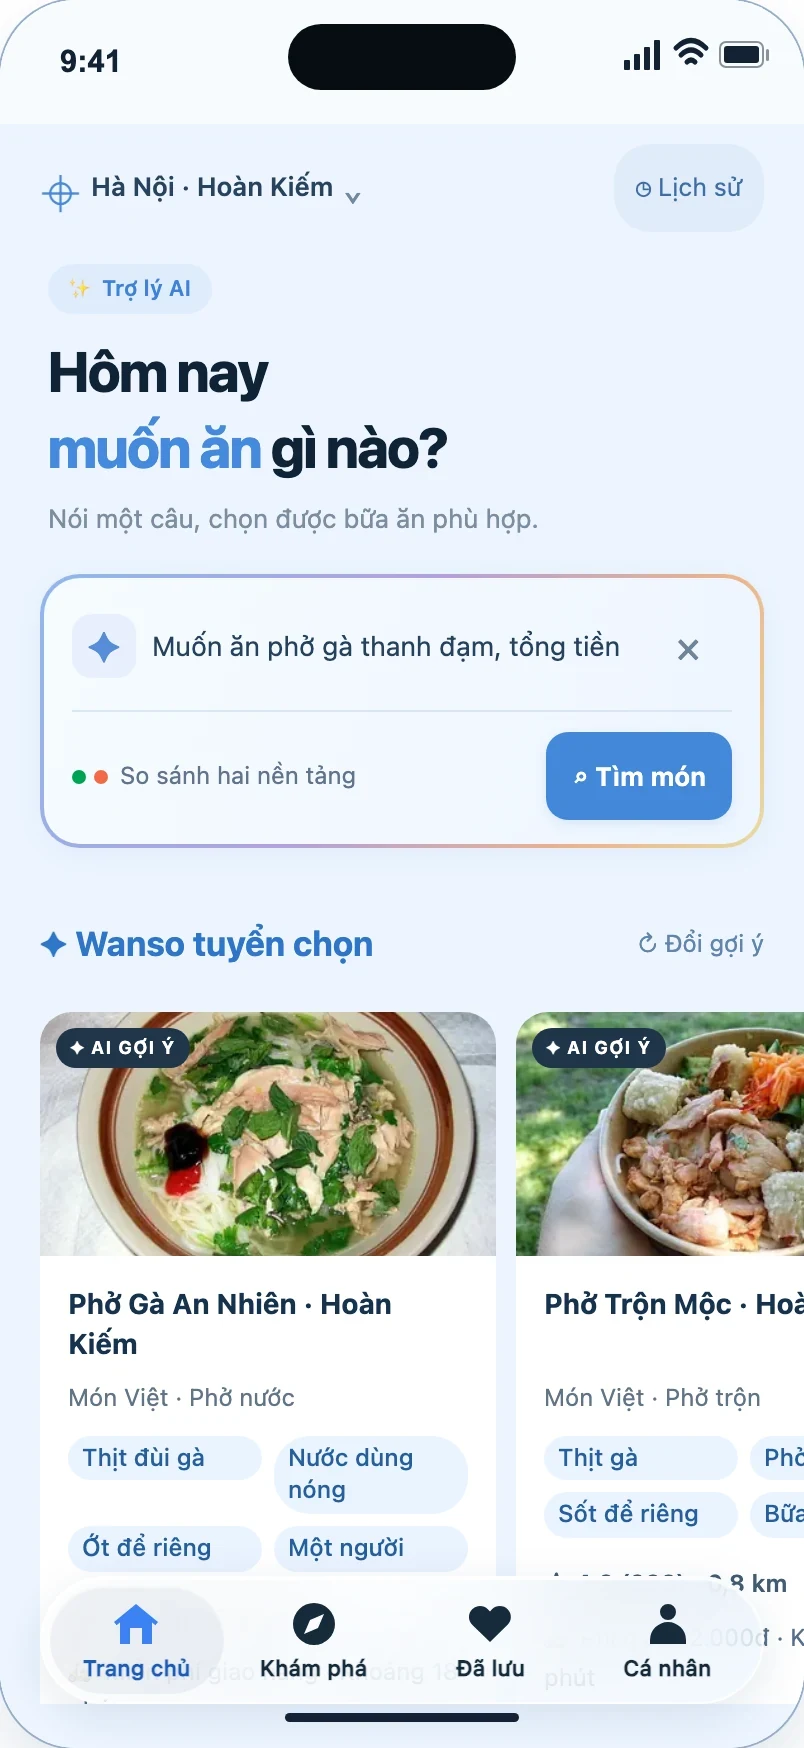 9:41
Hà Nội · Hoàn Kiếm
Lịch sử
Trợ lý AI
Hôm nay
muốn ăn gì nào?
Nói một câu, chọn được bữa ăn phù hợp.
Muốn ăn phở gà thanh đạm, tổng tiền
So sánh hai nền tảng
Tìm món
Wanso tuyển chọn
Đổi gợi ý
AI GỢI Ý
AI GỢI Ý
Phở Gà An Nhiên · Hoàn
Kiếm
Món Việt · Phở nước
Thịt đùi gà
Nước dùng
nóng
Ớt để riêng
Một người
Phở Trộn Mộc · Hoà
Món Việt · Phở trộn
Thịt gà
Phở
Sốt để riêng
Bữa
0,8 km
phút
Trang chủ
Khám phá
Đã lưu
Cá nhân